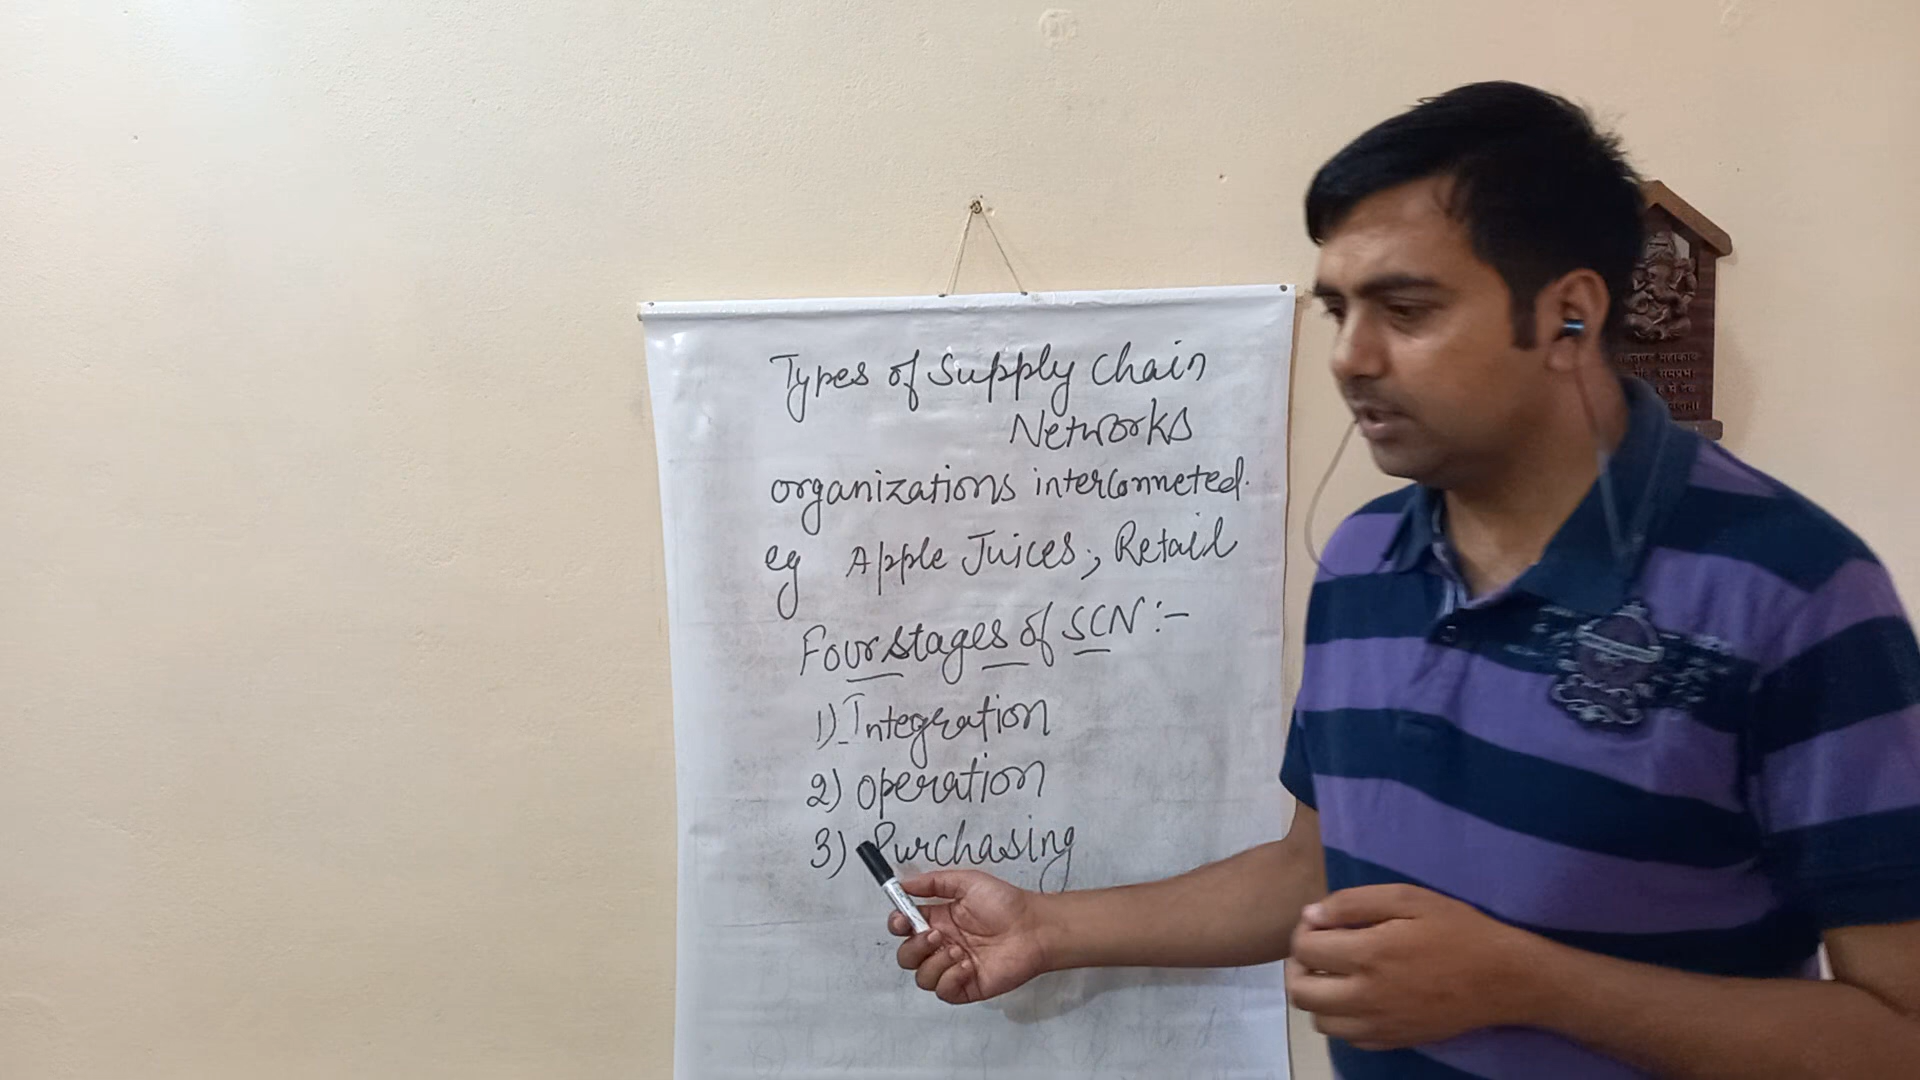 Types of Supply Chain
Networks
organizations interconneted.
eg Apple Juices, Retail
Four stages of SCN :-
1) Integration
2) operation
3) Purchasing